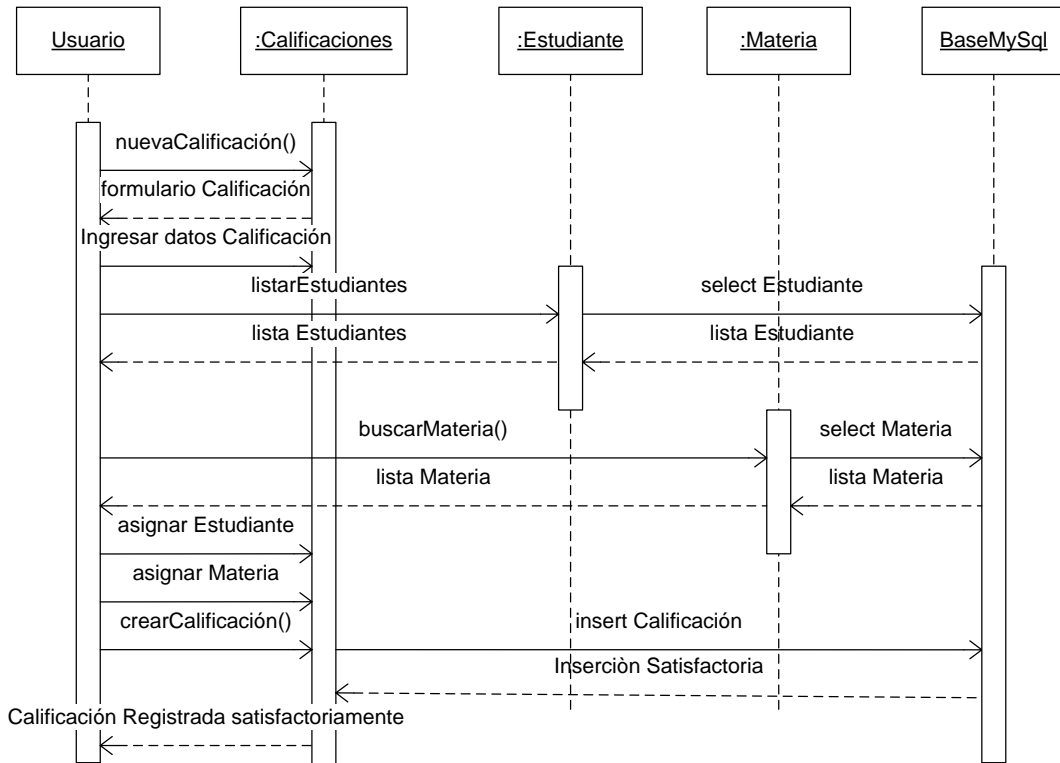 Usuario
:Calificaciones
:Estudiante
:Materia
BaseMySql
nuevaCalificación()
formulario Calificación
Ingresar datos Calificación
listarEstudiantes
select Estudiante
lista Estudiantes
lista Estudiante
buscarMateria()
select Materia
lista Materia
lista Materia
asignar Estudiante
asignar Materia
crearCalificación()
insert Calificación
Inserciòn Satisfactoria
Calificación Registrada satisfactoriamente